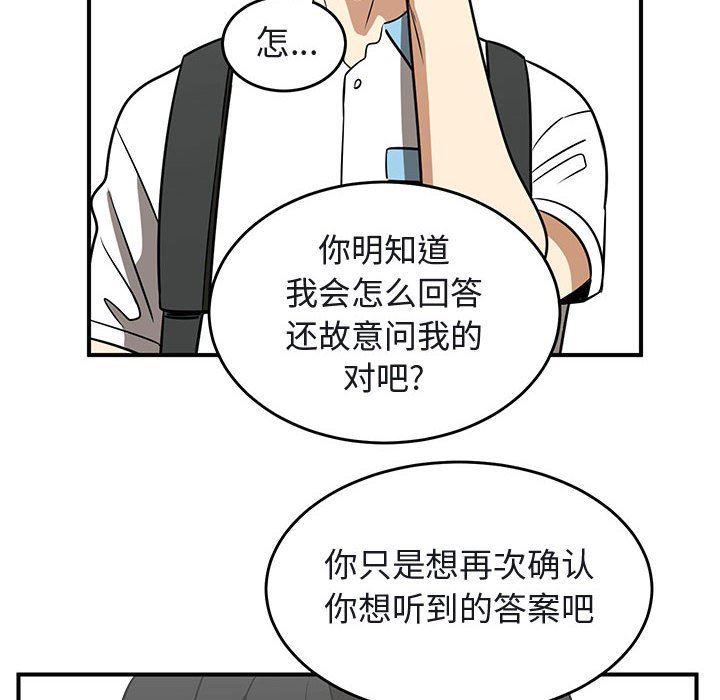 怎...
你明知道
我会怎么回答
还故意问我的
对吧?
你只是想再次确认
你想听到的答案吧